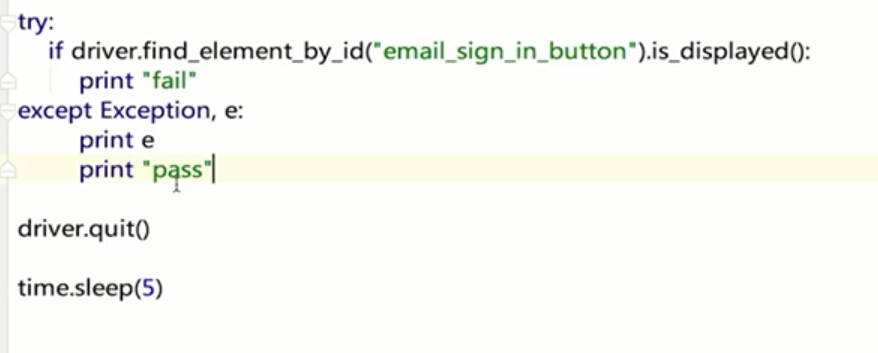 try:
    if driver.find_element_by_id("email_sign_in_button").is_displayed():
        print "fail"
except Exception, e:
        print e
        print "pass"
driver.quit()
time.sleep(5)